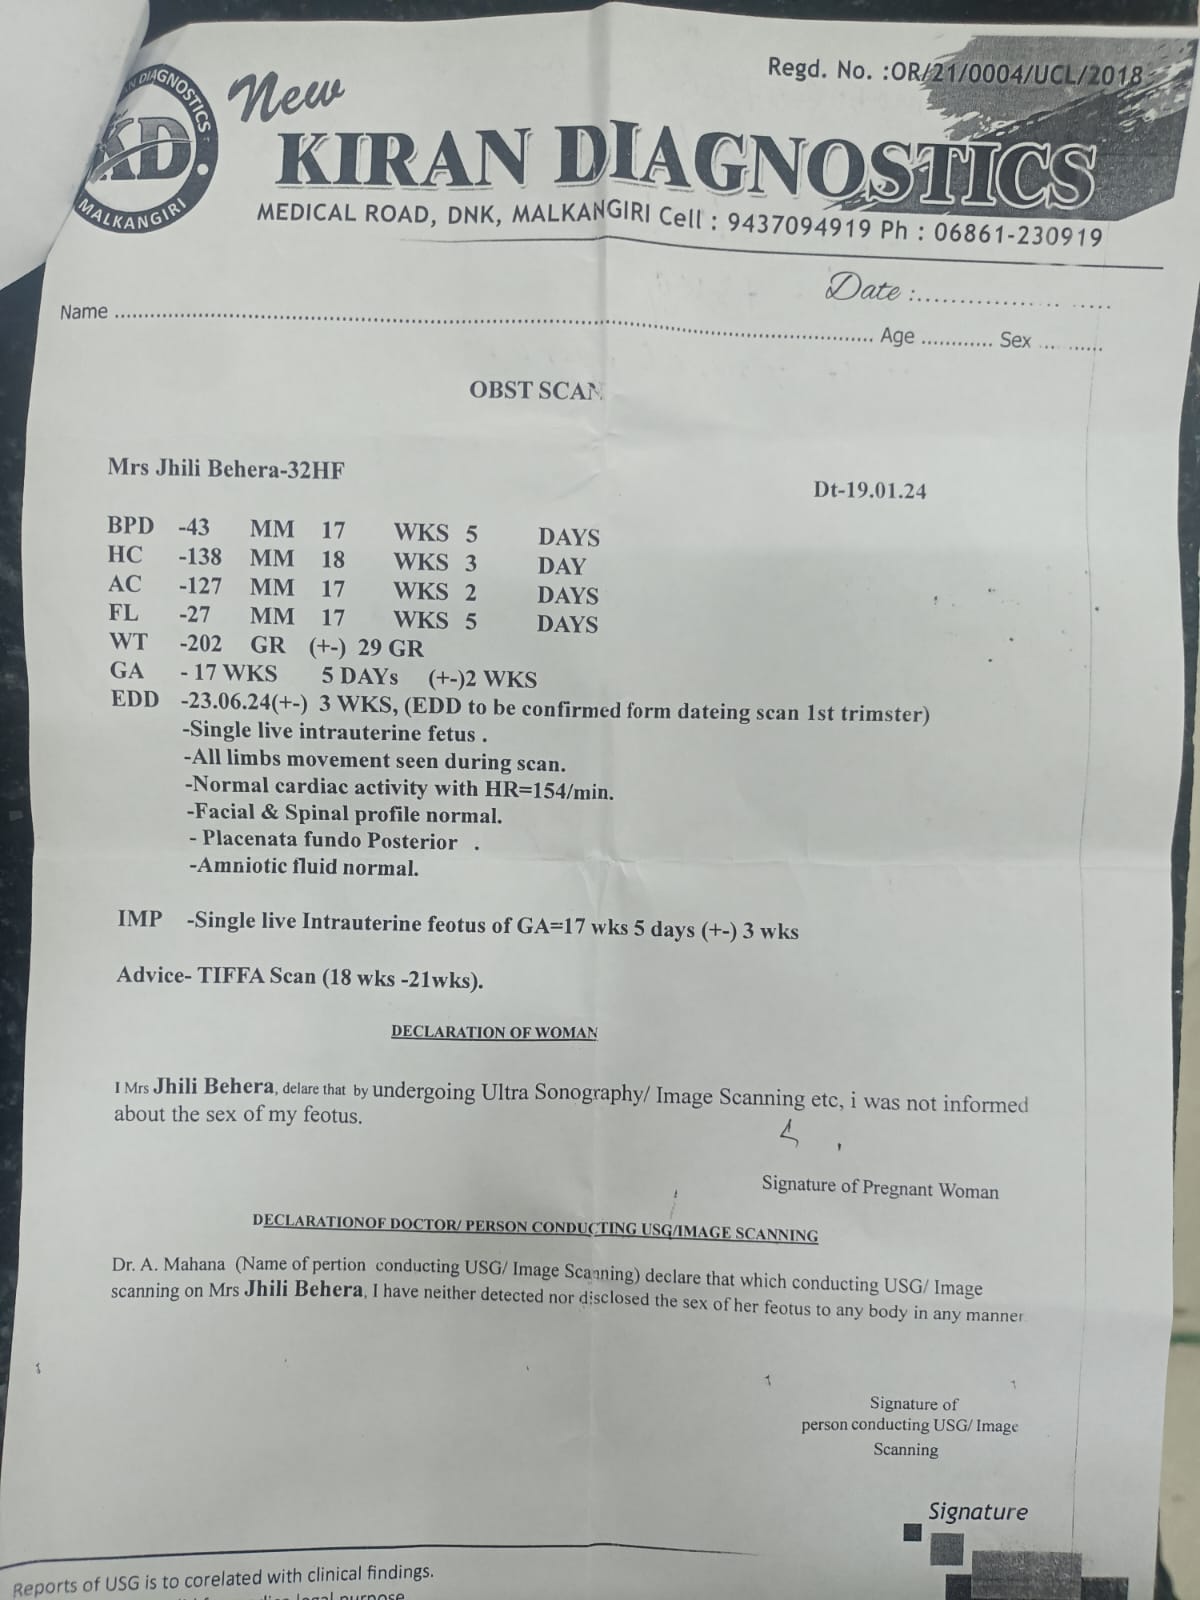 Regd. No. :OR/21/0004/UCL/2018
DIAGNOSTICS
KD
MALKANGIRI
New
KIRAN DIAGNOSTICS
MEDICAL ROAD, DNK, MALKANGIRI Cell : 9437094919 Ph : 06861-230919
Date :.....................
Name ........................................ Age ............ Sex ............
OBST SCAN
Mrs Jhili Behera-32HF
Dt-19.01.24
BPD -43 MM 17 WKS 5 DAYS
HC -138 MM 18 WKS 3 DAY
AC -127 MM 17 WKS 2 DAYS
FL -27 MM 17 WKS 5 DAYS
WT -202 GR (+-) 29 GR
GA - 17 WKS 5 DAYs (+-)2 WKS
EDD -23.06.24(+-) 3 WKS, (EDD to be confirmed form dateing scan 1st trimster)
-Single live intrauterine fetus .
-All limbs movement seen during scan.
-Normal cardiac activity with HR=154/min.
-Facial & Spinal profile normal.
- Placenata fundo Posterior .
-Amniotic fluid normal.
IMP -Single live Intrauterine feotus of GA=17 wks 5 days (+-) 3 wks
Advice- TIFFA Scan (18 wks -21wks).
DECLARATION OF WOMAN
I Mrs Jhili Behera, delare that by undergoing Ultra Sonography/ Image Scanning etc, i was not informed
about the sex of my feotus.
Signature of Pregnant Woman
DECLARATIONOF DOCTOR/ PERSON CONDUCTING USG/IMAGE SCANNING
Dr. A. Mahana (Name of pertion conducting USG/ Image Scanning) declare that which conducting USG/ Image
scanning on Mrs Jhili Behera, I have neither detected nor disclosed the sex of her feotus to any body in any manner
Signature of
person conducting USG/ Image
Scanning
Signature
Reports of USG is to corelated with clinical findings.
legal purpose